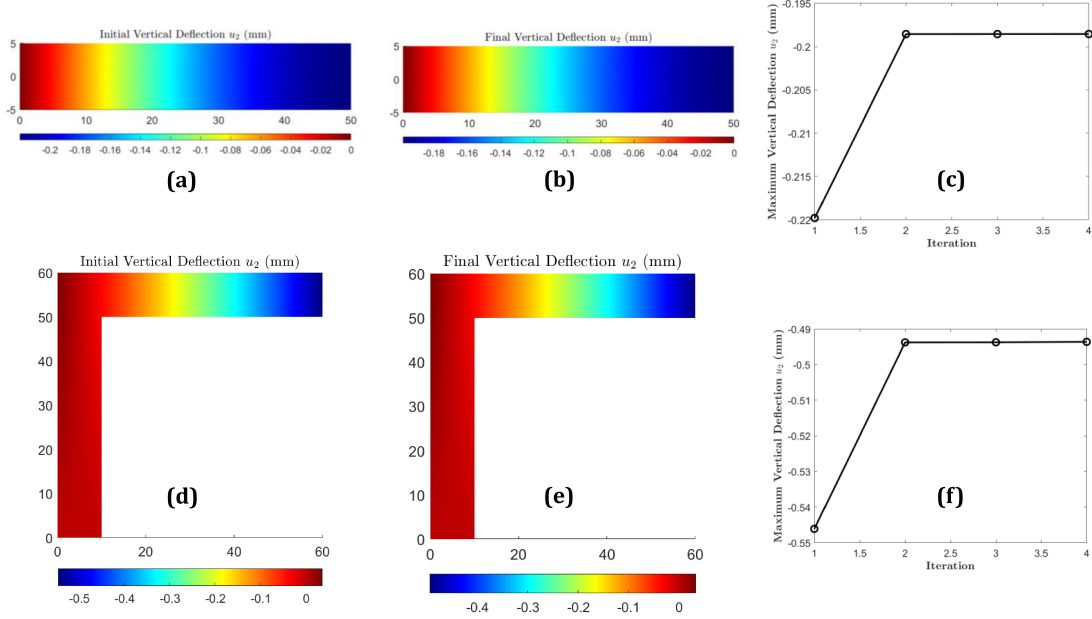 Initial Vertical Deflection u₂ (mm)
5
0
-5
0 10 20 30 40 50
-0.2 -0.18 -0.16 -0.14 -0.12 -0.1 -0.08 -0.06 -0.04 -0.02 0
(a)
Final Vertical Deflection u₂ (mm)
5
0
-5
0 10 20 30 40 50
-0.18 -0.16 -0.14 -0.12 -0.1 -0.08 -0.06 -0.04 -0.02 0
(b)
Maximum Vertical Deflection u₂ (mm)
-0.195
-0.2
-0.205
-0.21
-0.215
-0.22
1 1.5 2 2.5 3 3.5 4
Iteration
(c)
Initial Vertical Deflection u₂ (mm)
60
50
40
30
20
10
0
0 20 40 60
-0.5 -0.4 -0.3 -0.2 -0.1 0
(d)
Final Vertical Deflection u₂ (mm)
60
50
40
30
20
10
0
0 20 40 60
-0.4 -0.3 -0.2 -0.1 0
(e)
Maximum Vertical Deflection u₂ (mm)
-0.49
-0.5
-0.51
-0.52
-0.53
-0.54
-0.55
1 1.5 2 2.5 3 3.5 4
Iteration
(f)